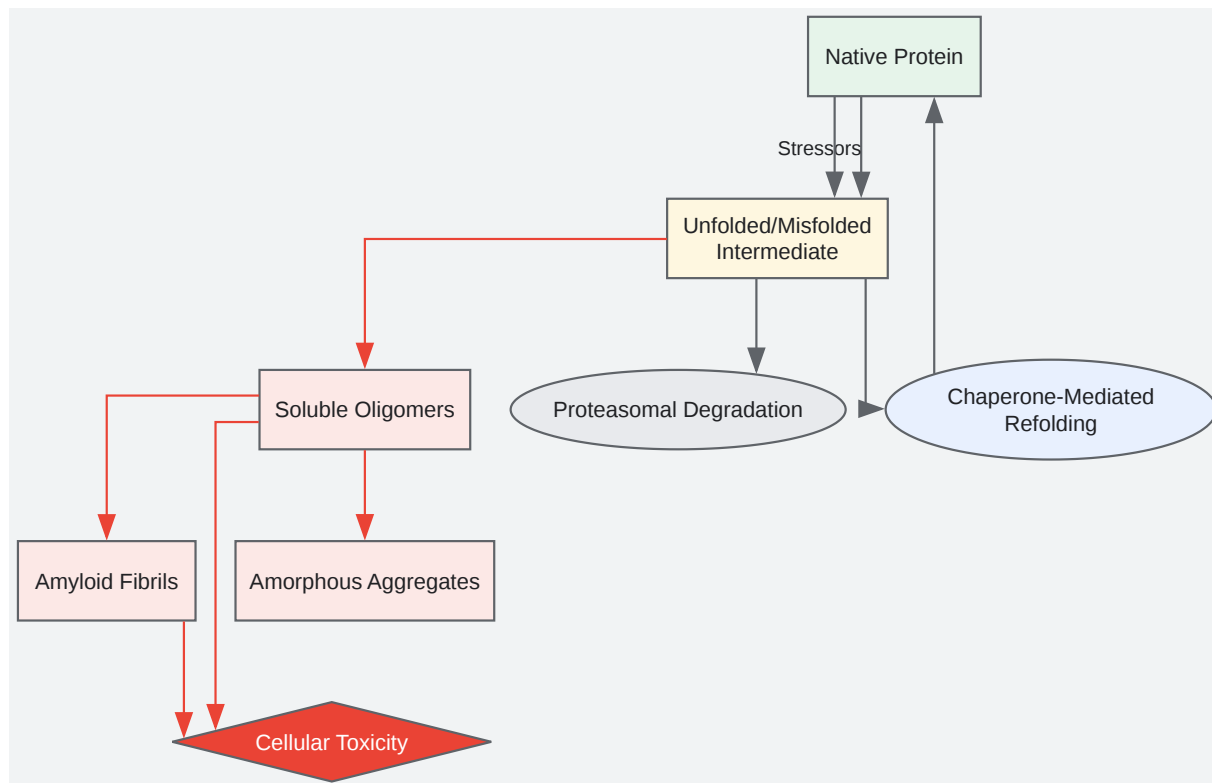 Native Protein
Stressors
Unfolded/Misfolded
Intermediate
Soluble Oligomers
Proteasomal Degradation
Chaperone-Mediated
Refolding
Amyloid Fibrils
Amorphous Aggregates
Cellular Toxicity